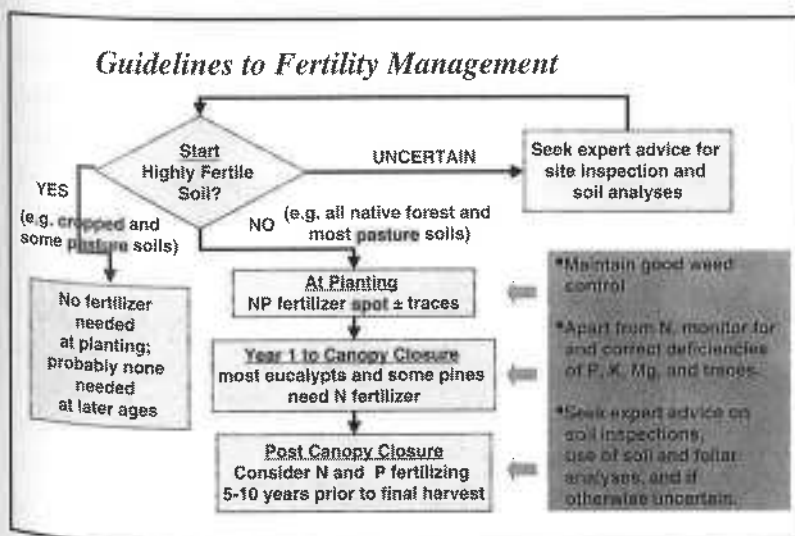 Guidelines to Fertility Management
Start
Highly Fertile
Soil?
UNCERTAIN
Seek expert advice for
site inspection and
soil analyses
YES
(e.g. cropped and
some pasture soils)
NO
(e.g. all native forest and
most pasture soils)
No fertilizer
needed
at planting;
probably none
needed
at later ages
At Planting
NP fertilizer spot ± traces
Year 1 to Canopy Closure
most eucalypts and some pines
need N fertilizer
Post Canopy Closure
Consider N and P fertilizing
5-10 years prior to final harvest
•Maintain good weed
control
•Apart from N, monitor for
and correct deficiencies
of P, K, Mg, and traces.
•Seek expert advice on
soil inspections,
use of soil and foliar
analyses, and if
otherwise uncertain.